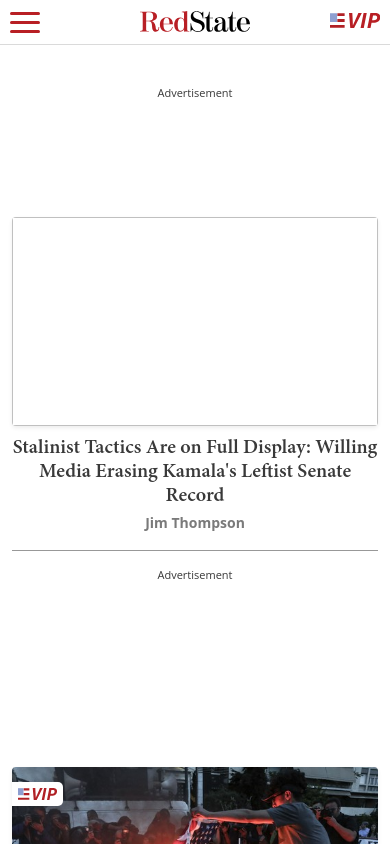 RedState
VIP
Advertisement
Stalinist Tactics Are on Full Display: Willing
Media Erasing Kamala's Leftist Senate
Record
Jim Thompson
Advertisement
VIP